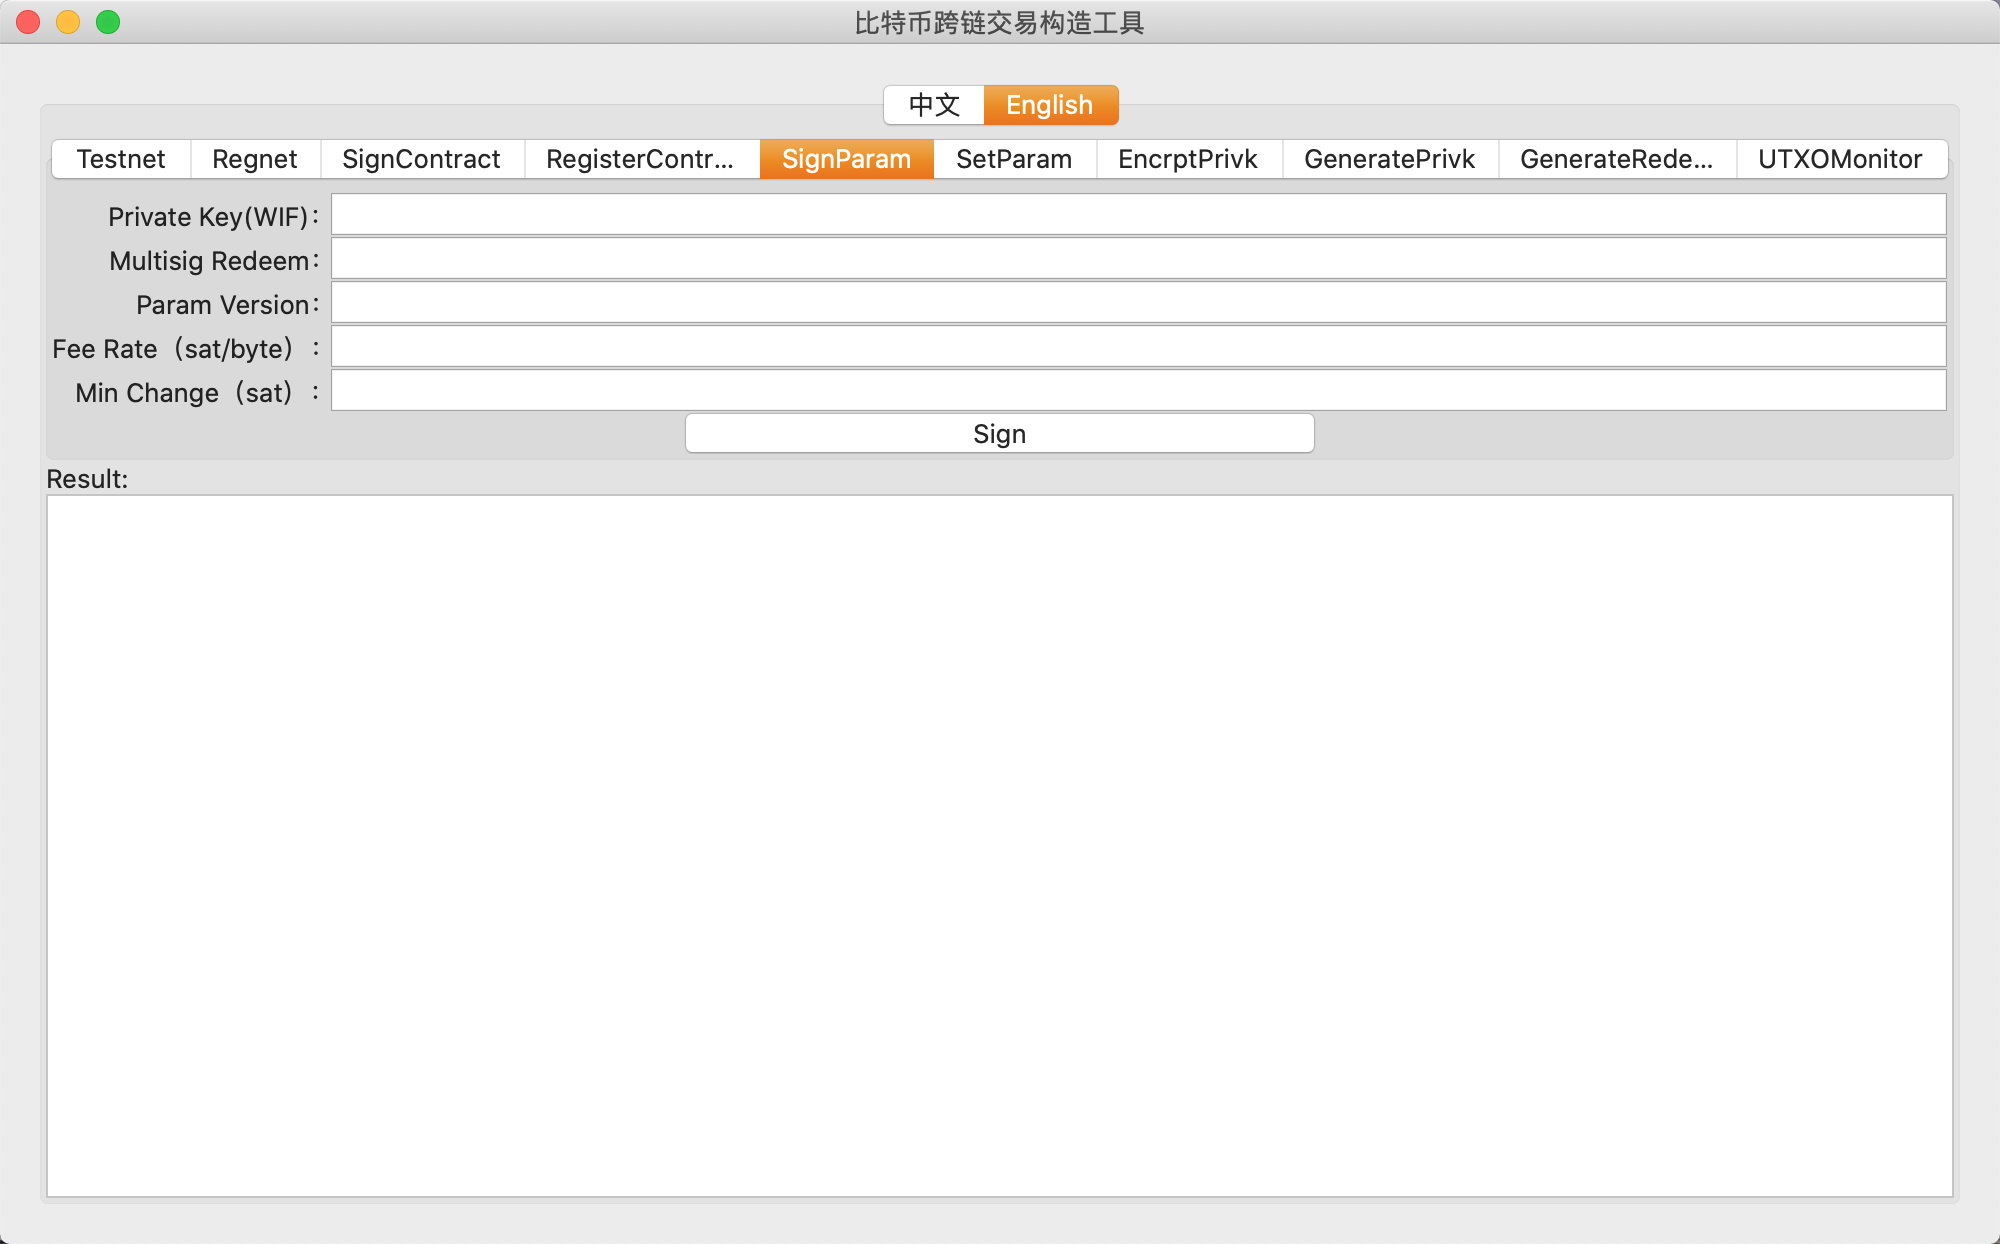 比特币跨链交易构造工具
中文 English
Testnet Regnet SignContract RegisterContr... SignParam SetParam EncrptPrivk GeneratePrivk GenerateRede... UTXOMonitor
Private Key(WIF)：
Multisig Redeem：
Param Version：
Fee Rate（sat/byte）：
Min Change（sat）：
Sign
Result: